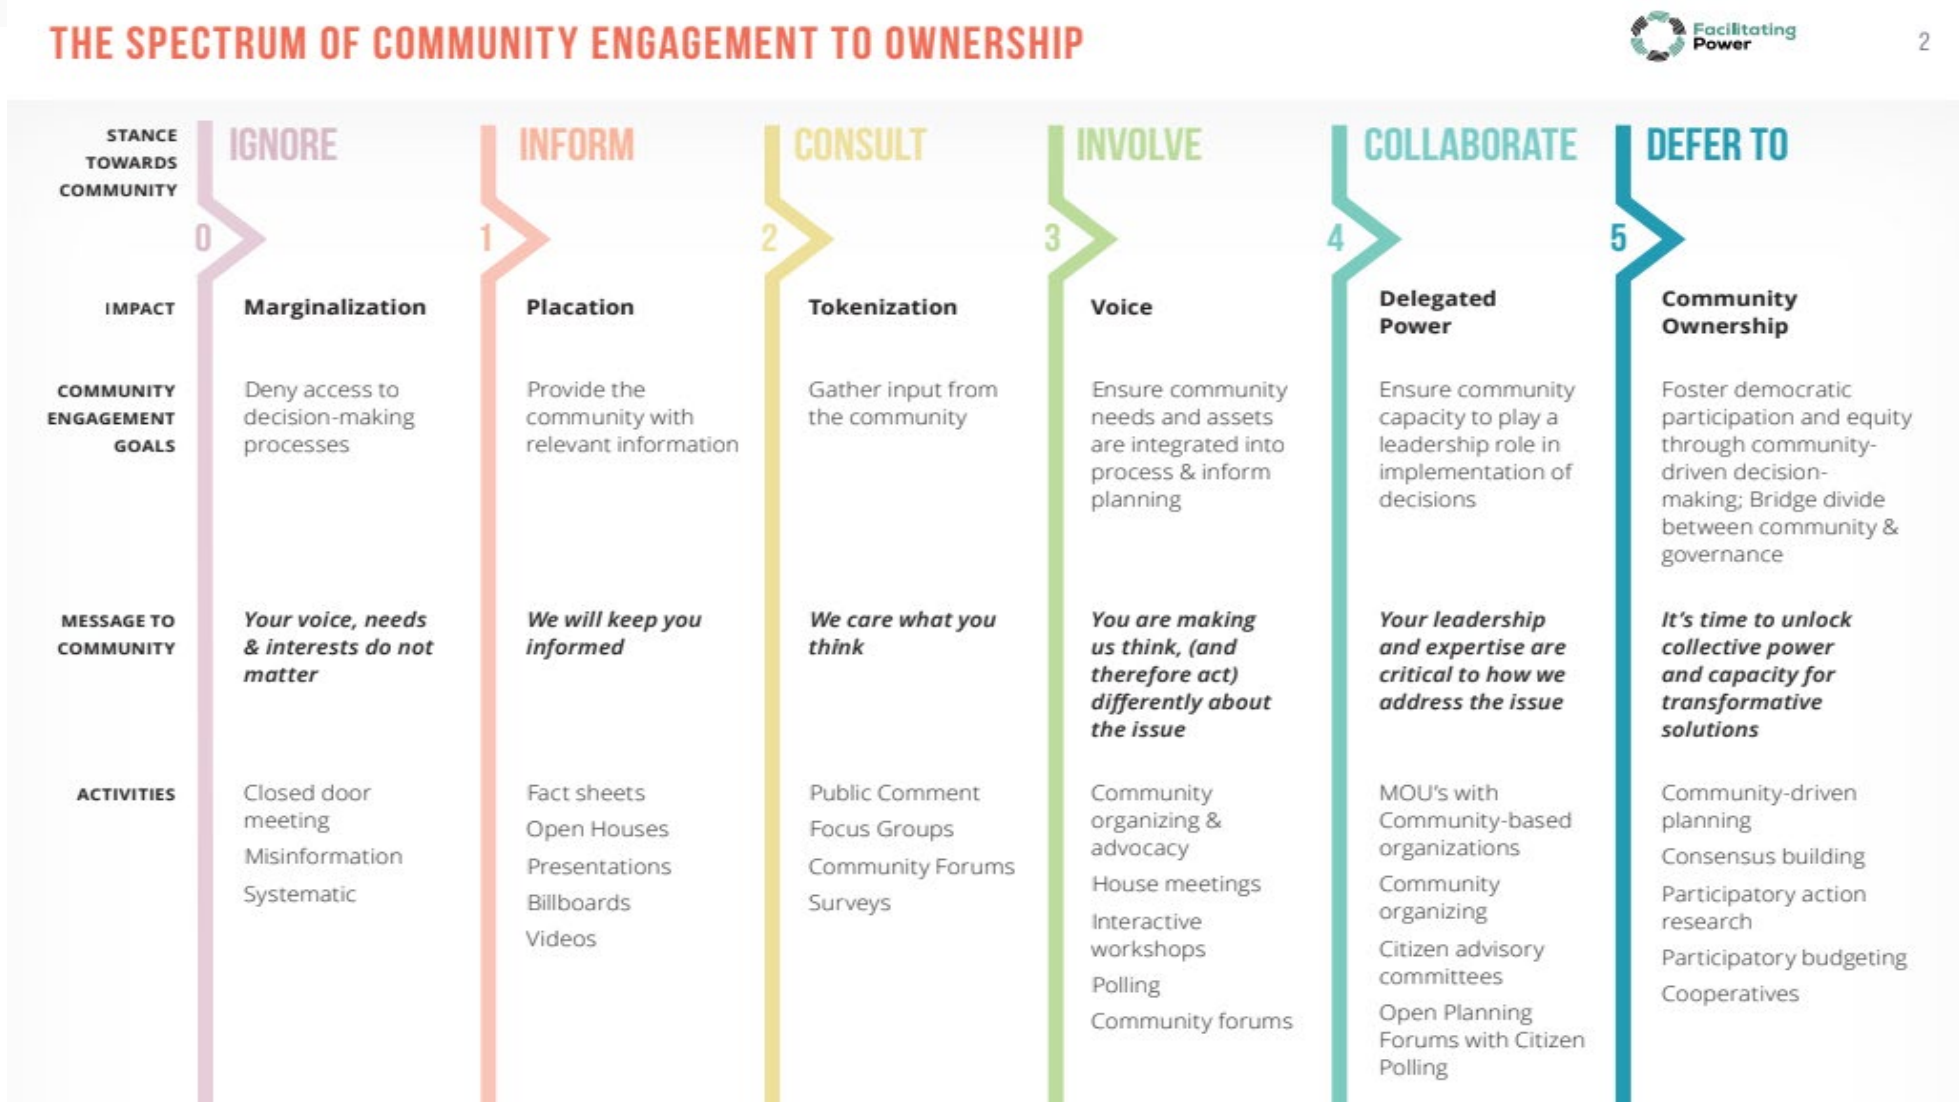 THE SPECTRUM OF COMMUNITY ENGAGEMENT TO OWNERSHIP
Facilitating
Power
2
STANCE
TOWARDS
COMMUNITY
IGNORE
INFORM
CONSULT
INVOLVE
COLLABORATE
DEFER TO
0
1
2
3
4
5
IMPACT
Marginalization
Placation
Tokenization
Voice
Delegated
Power
Community
Ownership
COMMUNITY
ENGAGEMENT
GOALS
Deny access to
decision-making
processes
Provide the
community with
relevant information
Gather input from
the community
Ensure community
needs and assets
are integrated into
process & inform
planning
Ensure community
capacity to play a
leadership role in
implementation of
decisions
Foster democratic
participation and equity
through community-
driven decision-
making; Bridge divide
between community &
governance
MESSAGE TO
COMMUNITY
Your voice, needs
& interests do not
matter
We will keep you
informed
We care what you
think
You are making
us think, (and
therefore act)
differently about
the issue
Your leadership
and expertise are
critical to how we
address the issue
It's time to unlock
collective power
and capacity for
transformative
solutions
ACTIVITIES
Closed door
meeting
Misinformation
Systematic
Fact sheets
Open Houses
Presentations
Billboards
Videos
Public Comment
Focus Groups
Community Forums
Surveys
Community
organizing &
advocacy
House meetings
Interactive
workshops
Polling
Community forums
MOU's with
Community-based
organizations
Community
organizing
Citizen advisory
committees
Open Planning
Forums with Citizen
Polling
Community-driven
planning
Consensus building
Participatory action
research
Participatory budgeting
Cooperatives